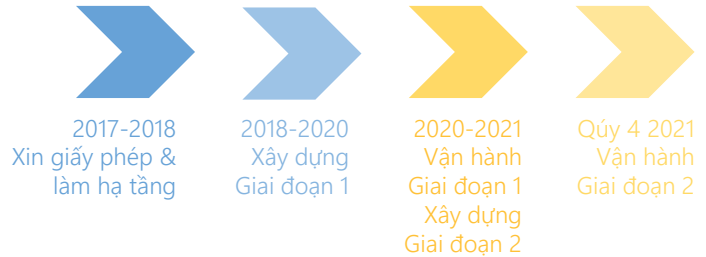 2017-2018
Xin giấy phép &
làm hạ tầng
2018-2020
Xây dựng
Giai đoạn 1
2020-2021
Vận hành
Giai đoạn 1
Xây dựng
Giai đoạn 2
Qúy 4 2021
Vận hành
Giai đoạn 2